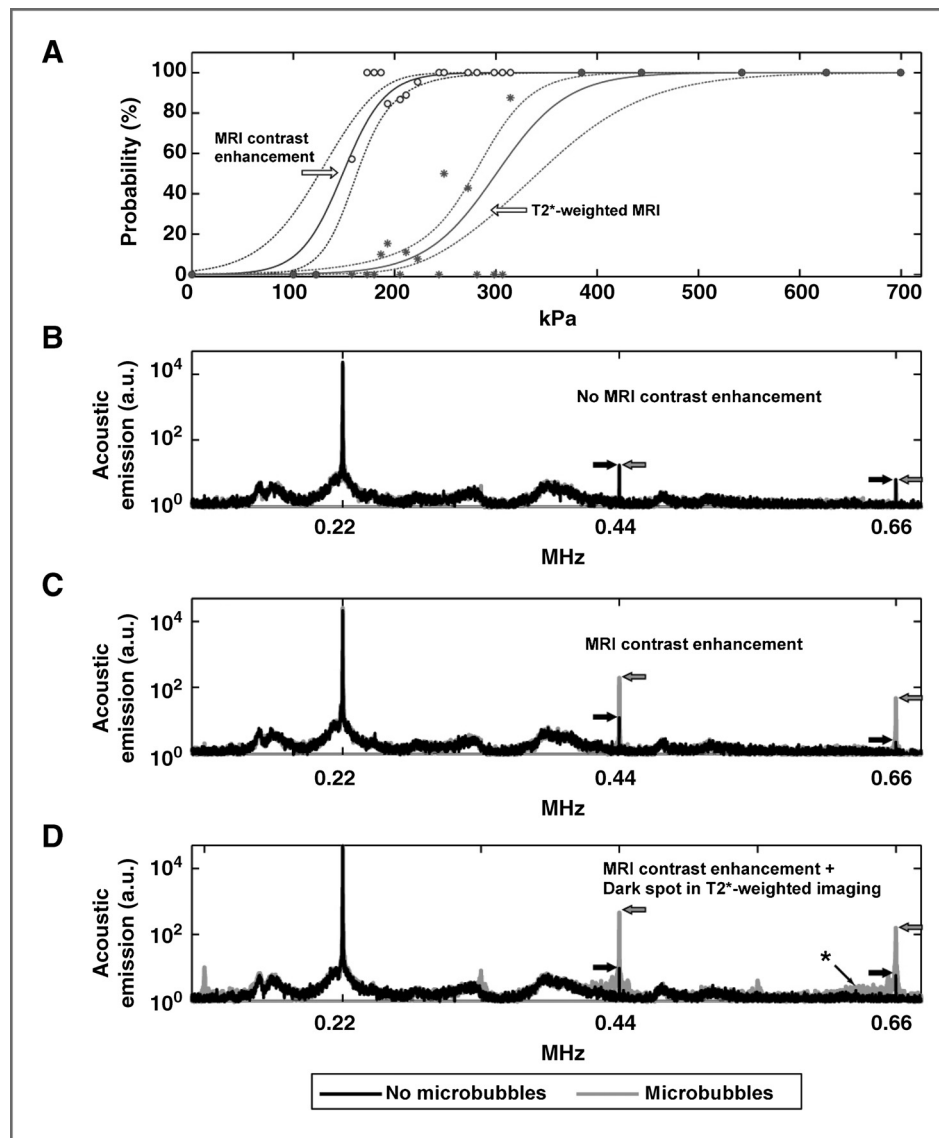 A
Probability (%)
100
80
60
40
20
0
MRI contrast
enhancement
T2*-weighted MRI
0 100 200 300 400 500 600 700
kPa
B
Acoustic
emission (a.u.)
10^4
10^2
10^0
No MRI contrast enhancement
0.22 0.44 0.66
MHz
C
Acoustic
emission (a.u.)
10^4
10^2
10^0
MRI contrast enhancement
0.22 0.44 0.66
MHz
D
Acoustic
emission (a.u.)
10^4
10^2
10^0
MRI contrast enhancement +
Dark spot in T2*-weighted imaging
*
0.22 0.44 0.66
MHz
No microbubbles Microbubbles